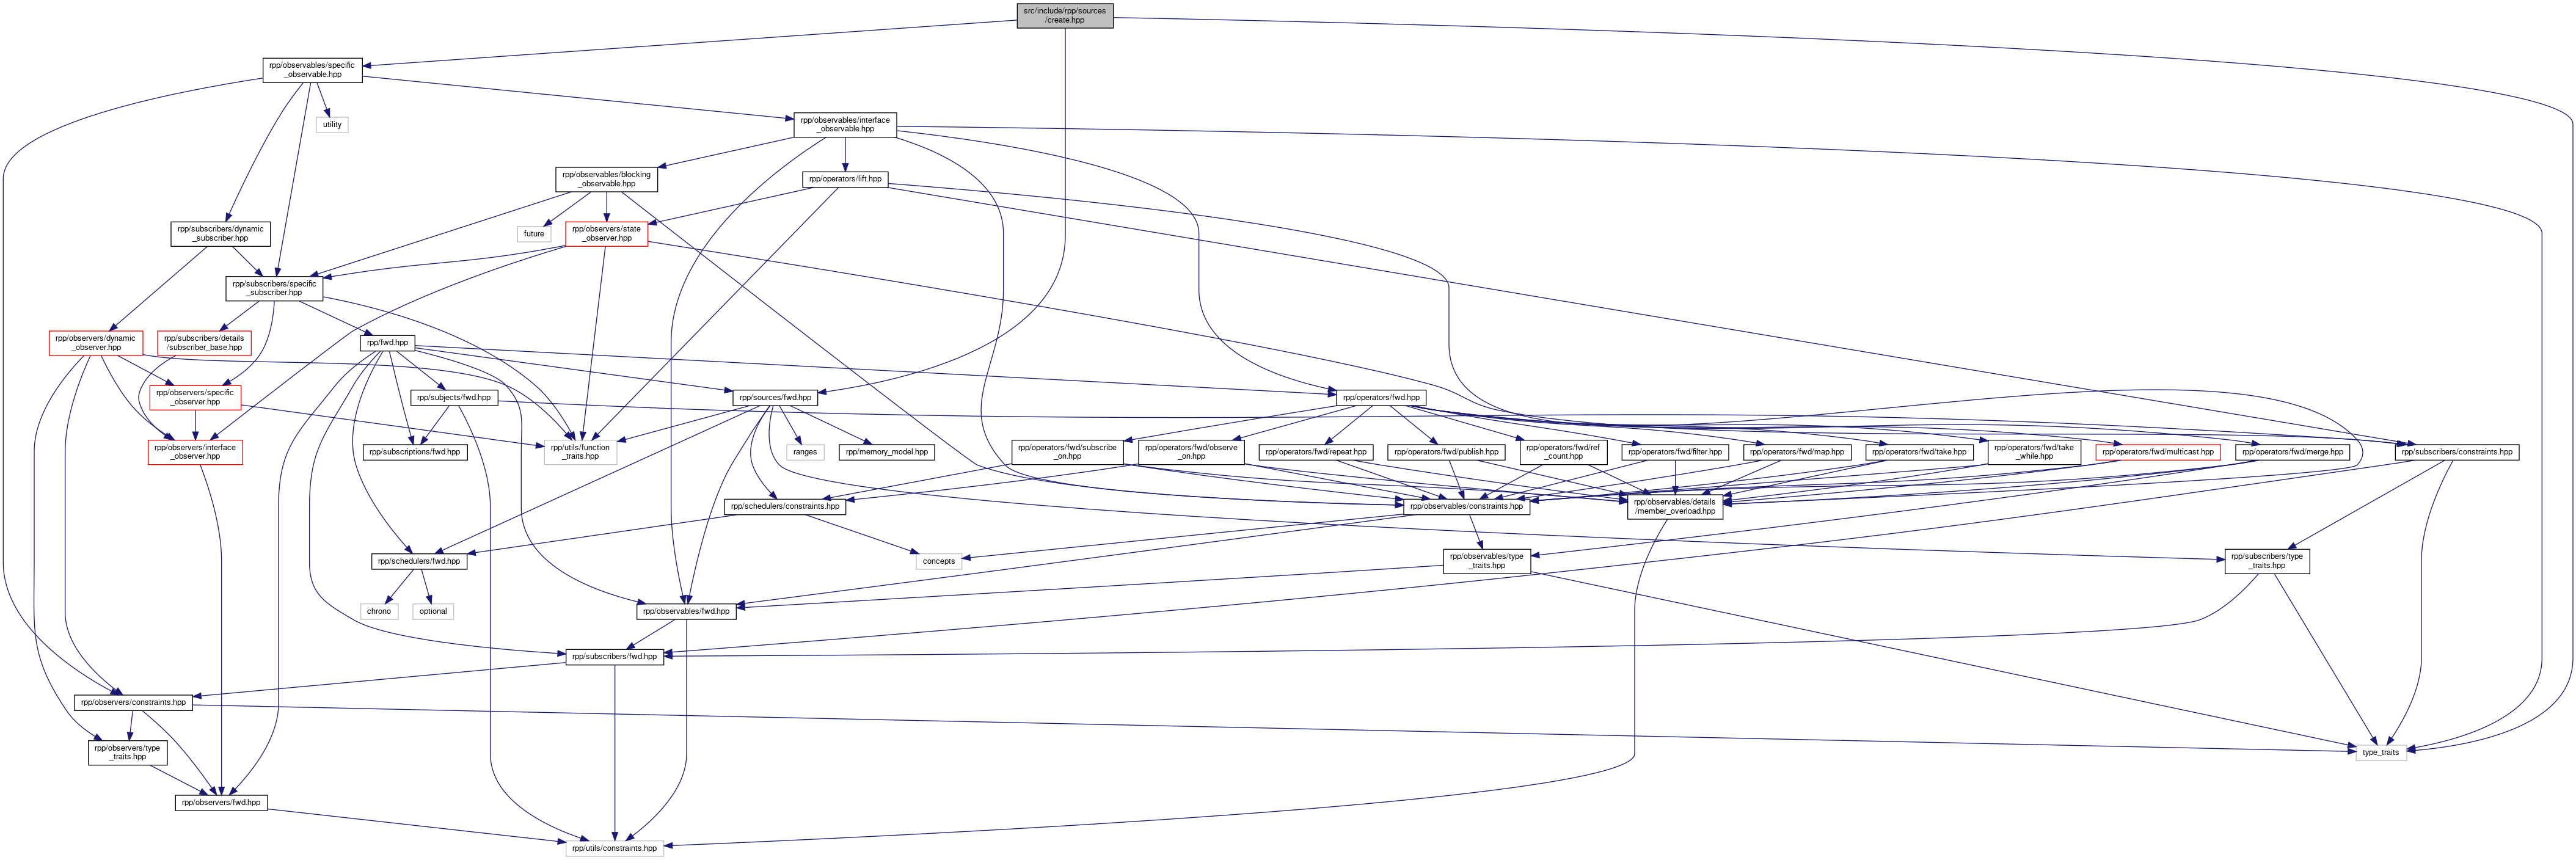 src/include/rpp/sources
/create.hpp
rpp/observables/specific
_observable.hpp
utility
rpp/observables/interface
_observable.hpp
rpp/observables/blocking
_observable.hpp
rpp/operators/lift.hpp
rpp/subscribers/dynamic
_subscriber.hpp
future
rpp/observers/state
_observer.hpp
rpp/subscribers/specific
_subscriber.hpp
rpp/observers/dynamic
_observer.hpp
rpp/subscribers/details
/subscriber_base.hpp
rpp/fwd.hpp
rpp/observers/specific
_observer.hpp
rpp/subjects/fwd.hpp
rpp/sources/fwd.hpp
rpp/operators/fwd.hpp
rpp/observers/interface
_observer.hpp
rpp/subscriptions/fwd.hpp
rpp/utils/function
_traits.hpp
ranges
rpp/memory_model.hpp
rpp/operators/fwd/subscribe
_on.hpp
rpp/operators/fwd/observe
_on.hpp
rpp/operators/fwd/repeat.hpp
rpp/operators/fwd/publish.hpp
rpp/operators/fwd/ref
_count.hpp
rpp/operators/fwd/filter.hpp
rpp/operators/fwd/map.hpp
rpp/operators/fwd/take.hpp
rpp/operators/fwd/take
_while.hpp
rpp/operators/fwd/multicast.hpp
rpp/operators/fwd/merge.hpp
rpp/subscribers/constraints.hpp
rpp/schedulers/constraints.hpp
rpp/observables/constraints.hpp
rpp/observables/details
/member_overload.hpp
rpp/schedulers/fwd.hpp
concepts
rpp/observables/type
_traits.hpp
rpp/subscribers/type
_traits.hpp
chrono
optional
rpp/observables/fwd.hpp
rpp/subscribers/fwd.hpp
rpp/observers/constraints.hpp
rpp/observers/type
_traits.hpp
type_traits
rpp/observers/fwd.hpp
rpp/utils/constraints.hpp